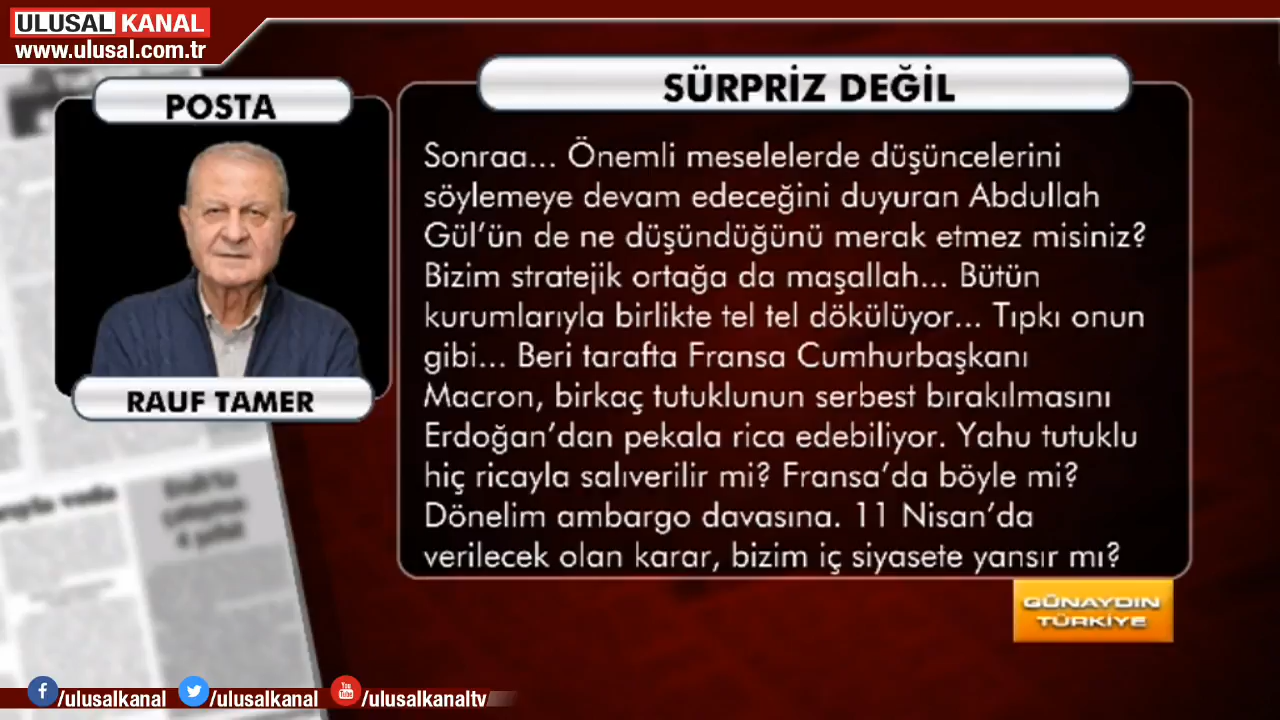 ULUSAL KANAL
www.ulusal.com.tr
POSTA
RAUF TAMER
SÜRPRİZ DEĞİL
Sonraa... Önemli meselelerde düşüncelerini
söylemeye devam edeceğini duyuran Abdullah
Gül'ün de ne düşündüğünü merak etmez misiniz?
Bizim stratejik ortağa da maşallah... Bütün
kurumlarıyla birlikte tel tel dökülüyor... Tıpkı onun
gibi... Beri tarafta Fransa Cumhurbaşkanı
Macron, birkaç tutuklunun serbest bırakılmasını
Erdoğan'dan pekala rica edebiliyor. Yahu tutuklu
hiç ricayla salıverilir mi? Fransa'da böyle mi?
Dönelim ambargo davasına. 11 Nisan'da
verilecek olan karar, bizim iç siyasete yansır mı?
GÜNAYDIN
TÜRKİYE
/ulusalkanal
/ulusalkanal
You Tube
/ulusalkanaltv